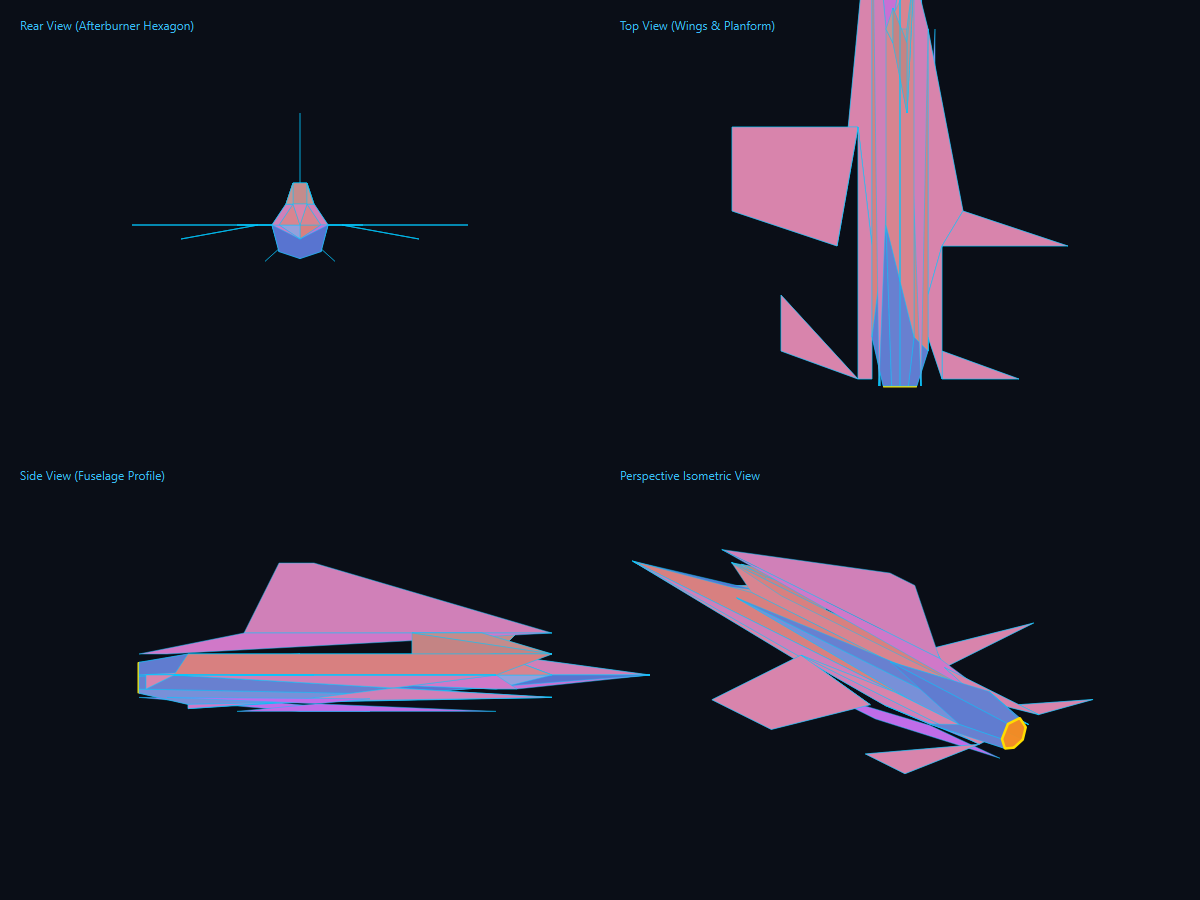 Rear View (Afterburner Hexagon)
Top View (Wings & Planform)
Side View (Fuselage Profile)
Perspective Isometric View